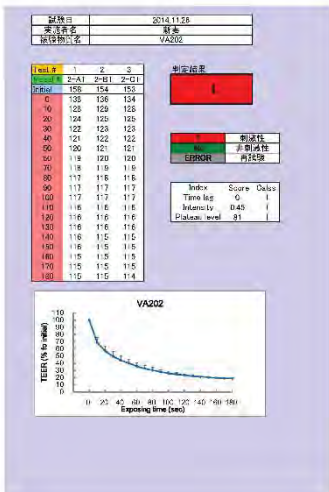 試験日 2014.11.26
実施者名
被験物質名 VA202
Test # 1 2 3
Vessel # 2-A1 2-B1 2-C1
Initial 158 154 153
0 138 136 134
10 128 129 128
20 124 125 125
30 122 123 123
40 121 122 122
50 120 121 121
60 119 120 120
70 118 119 119
80 117 118 118
90 117 117 117
100 117 117 117
110 116 116 116
120 116 116 116
130 116 116 116
140 116 115 115
150 116 115 115
160 115 115 115
170 115 115 115
180 115 115 114
判定結果
I
I 刺激性
NI 非刺激性
ERROR 再試験
Index Score Calss.
Time lag 0 I
Intensity 0.45 I
Plateau level 81 I
VA202
TEER (% to initial)
110
100
90
80
70
60
50
40
30
20
10
0
0 20 40 60 80 100 120 140 160 180
Exposing time (sec)